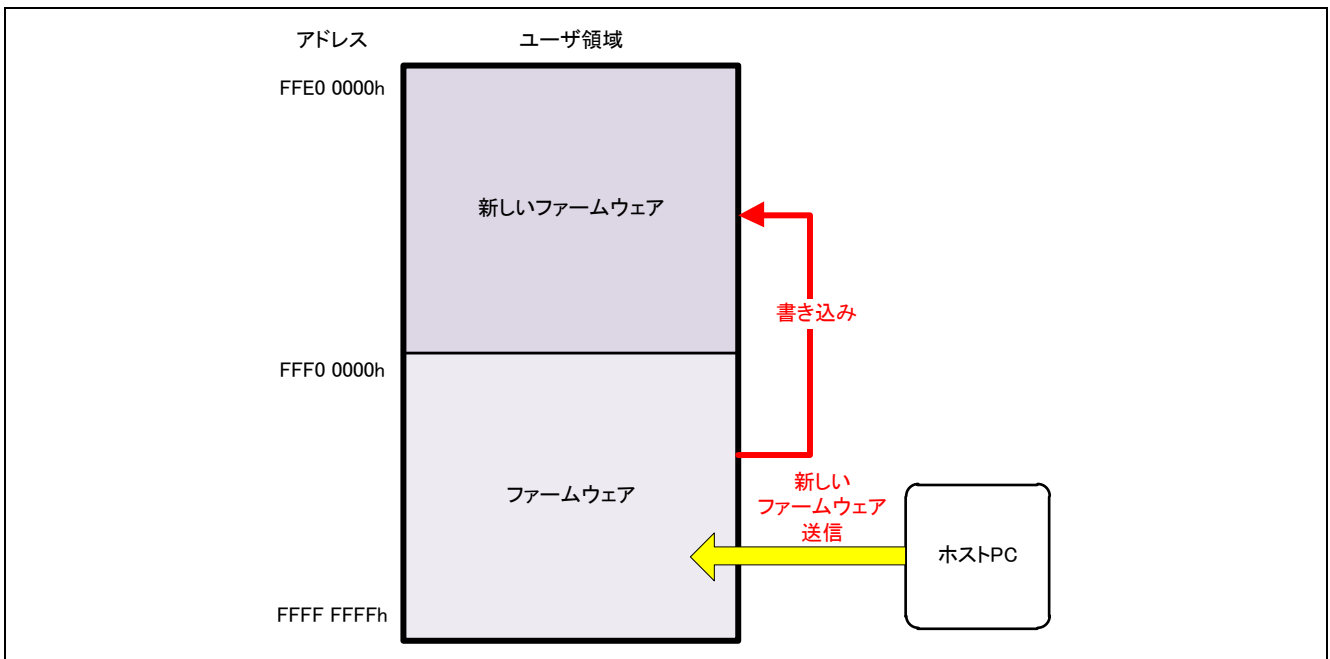 アドレス
ユーザ領域
FFE0 0000h
新しいファームウェア
書き込み
FFF0 0000h
ファームウェア
新しい
ファームウェア
送信
ホストPC
FFFF FFFFh